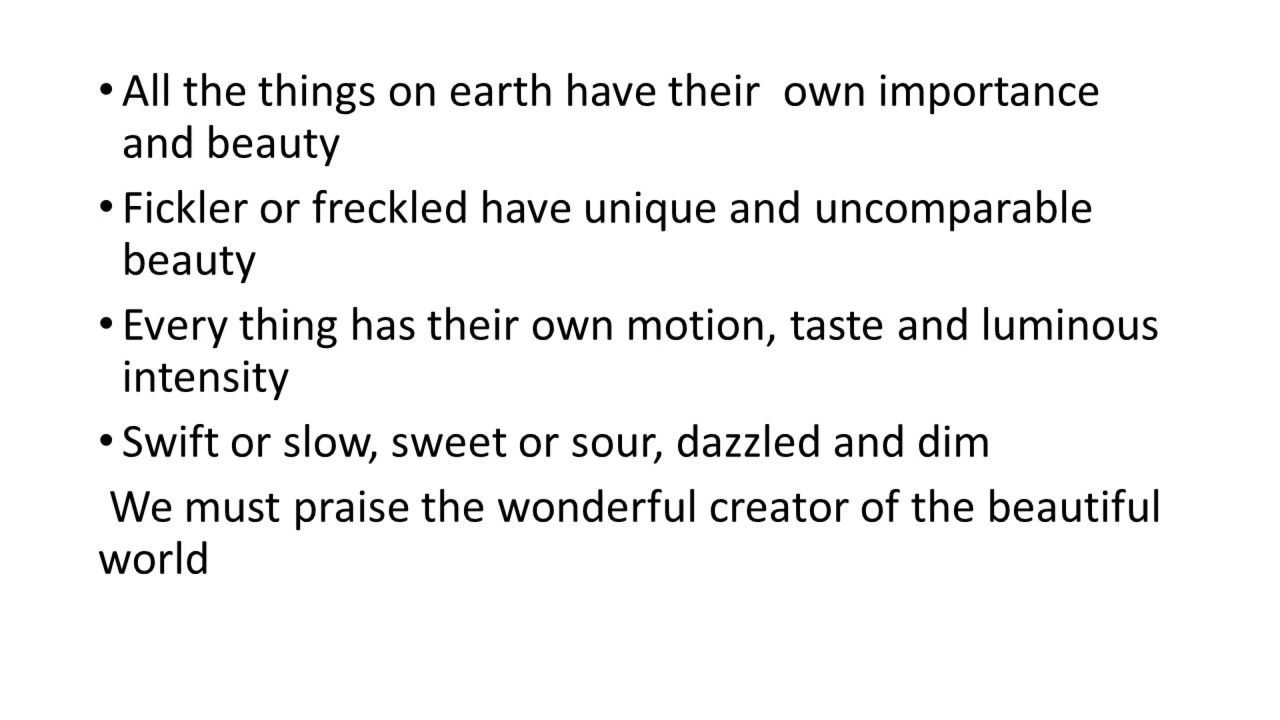 • All the things on earth have their  own importance
and beauty
• Fickler or freckled have unique and uncomparable
beauty
• Every thing has their own motion, taste and luminous
intensity
• Swift or slow, sweet or sour, dazzled and dim
We must praise the wonderful creator of the beautiful
world